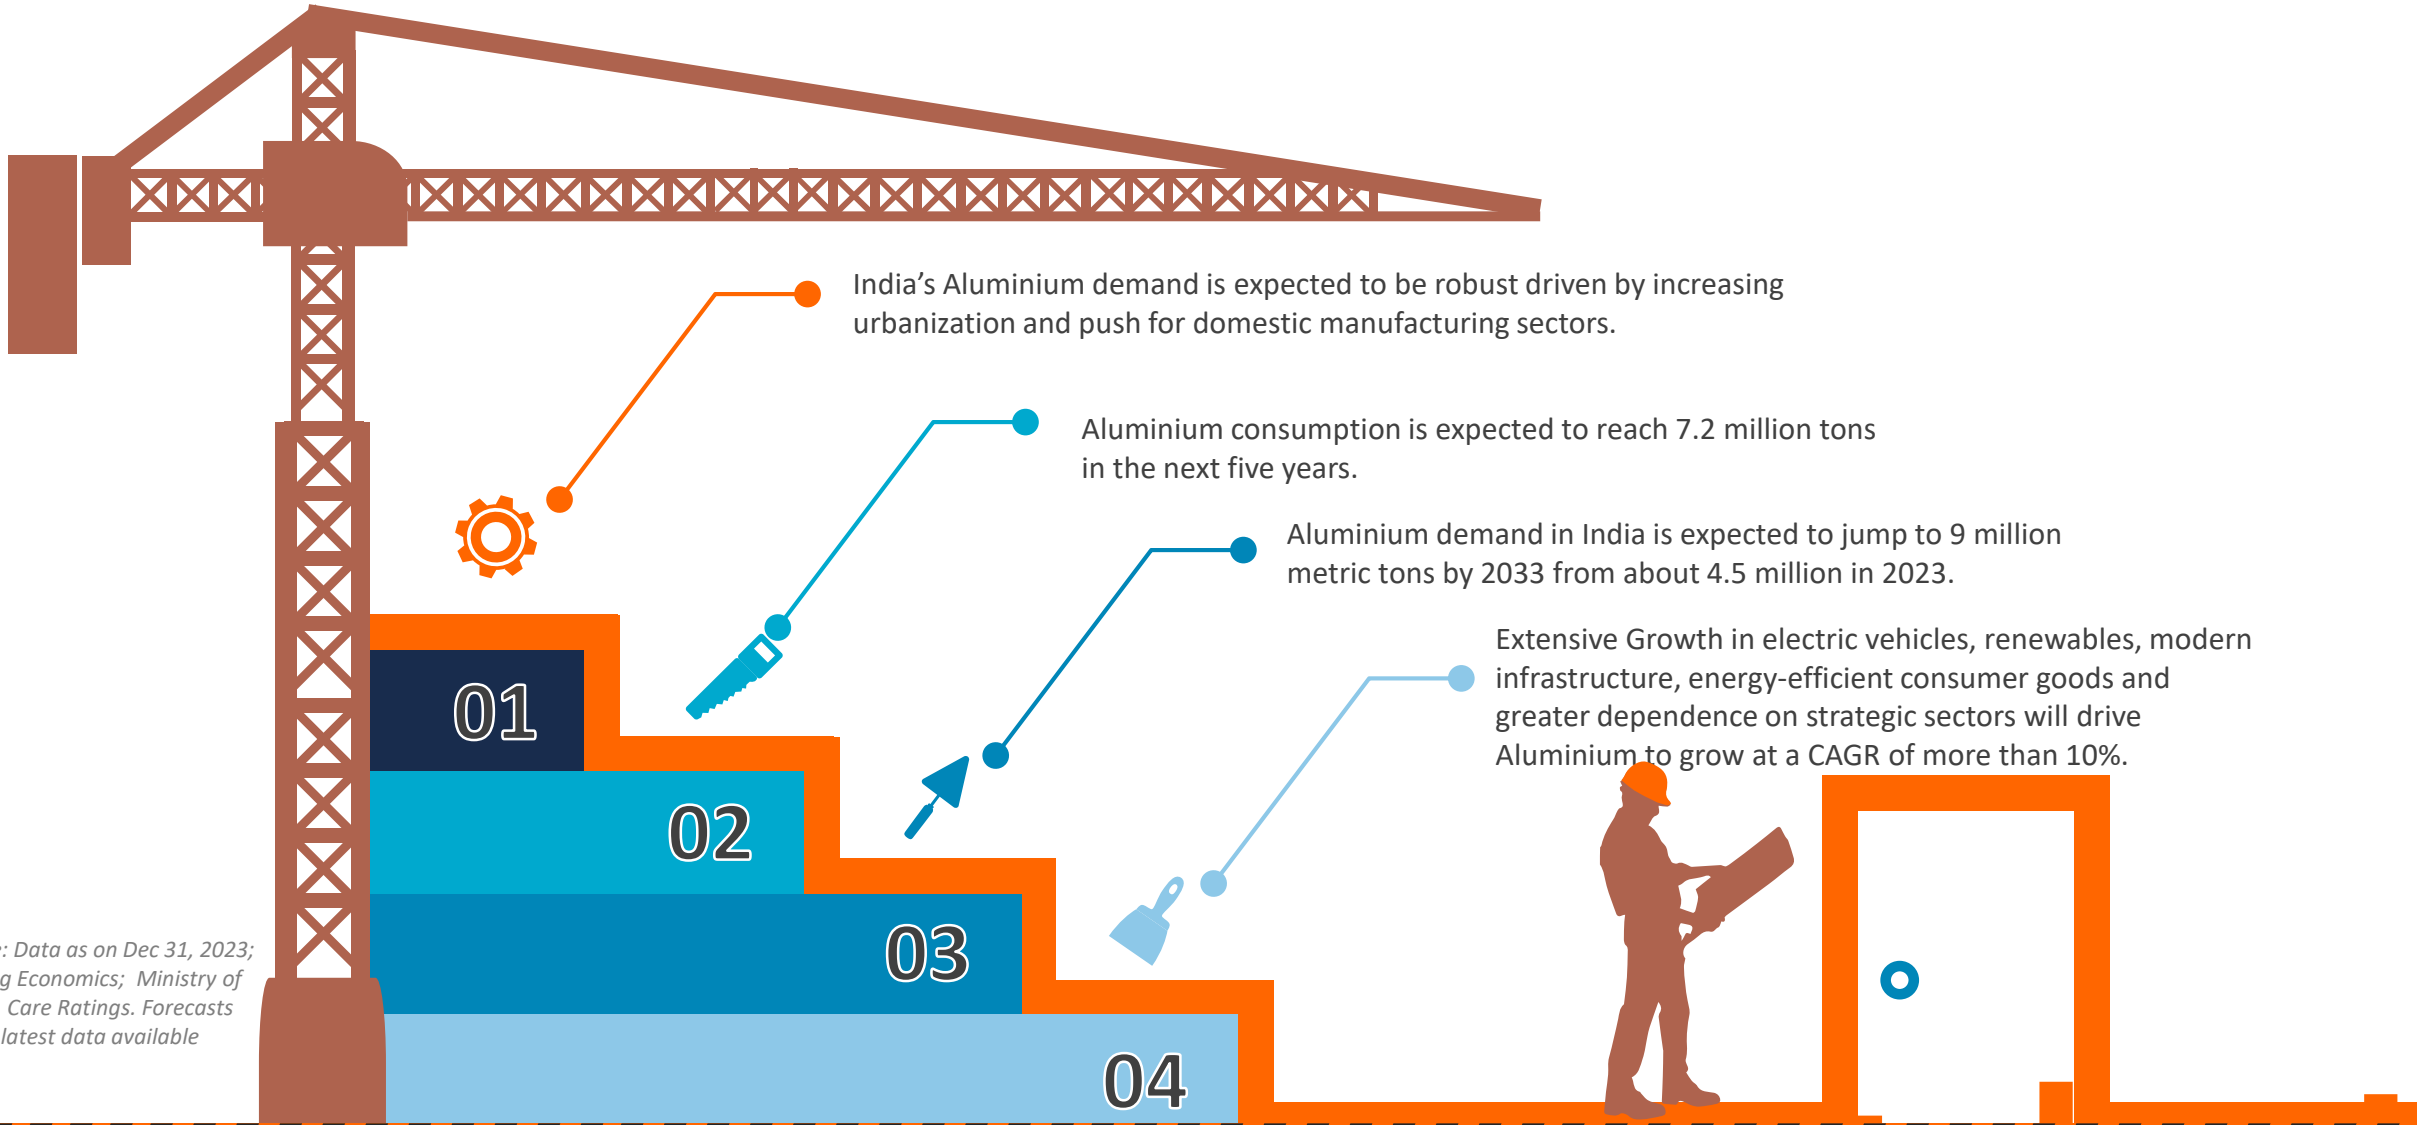 India's Aluminium demand is expected to be robust driven by increasing
urbanization and push for domestic manufacturing sectors.
Aluminium consumption is expected to reach 7.2 million tons
in the next five years.
Aluminium demand in India is expected to jump to 9 million
metric tons by 2033 from about 4.5 million in 2023.
Extensive Growth in electric vehicles, renewables, modern
infrastructure, energy-efficient consumer goods and
greater dependence on strategic sectors will drive
Aluminium to grow at a CAGR of more than 10%.
01
02
03
04
: Data as on Dec 31, 2023;
Economics; Ministry of
Care Ratings. Forecasts
latest data available